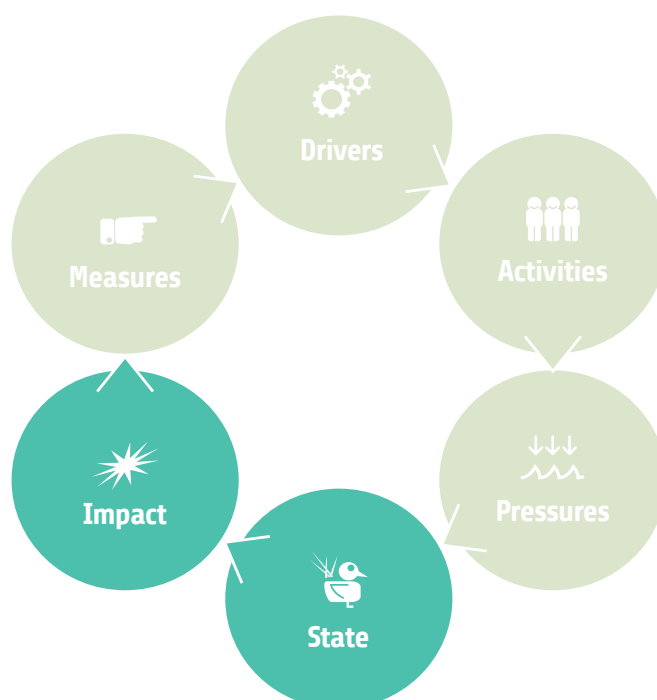 Drivers
Activities
Pressures
State
Impact
Measures